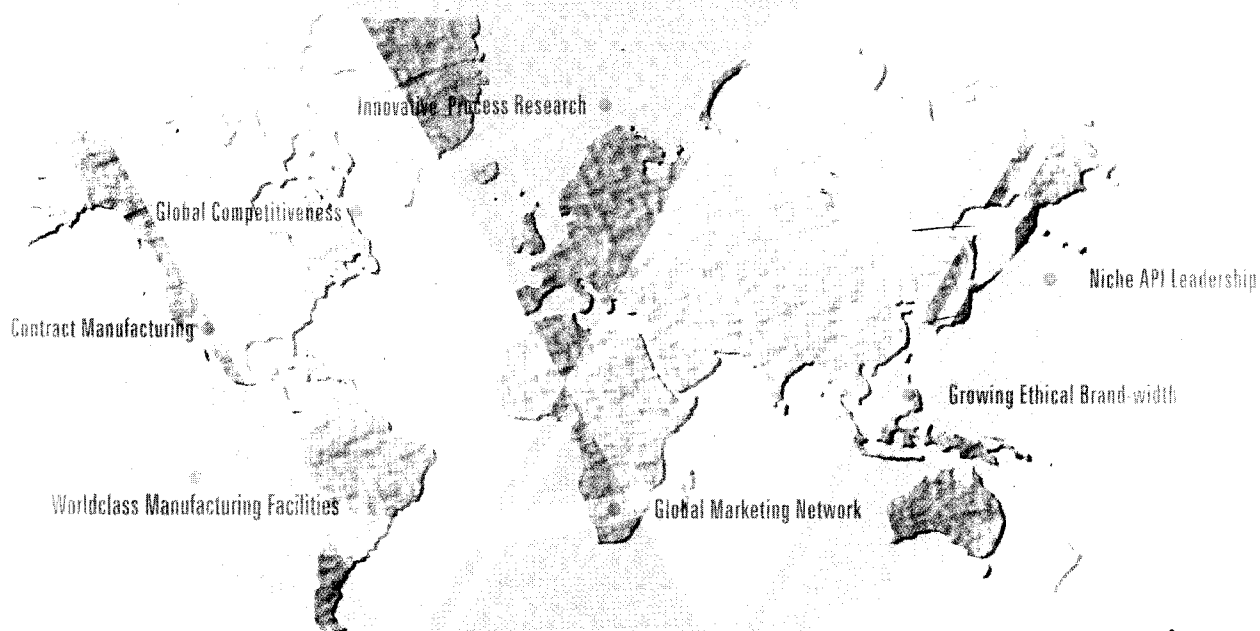 Innovative Process Research
Global Competitiveness
Niche API Leadership
Contract Manufacturing
Growing Ethical Brand-width
Worldclass Manufacturing Facilities
Global Marketing Network